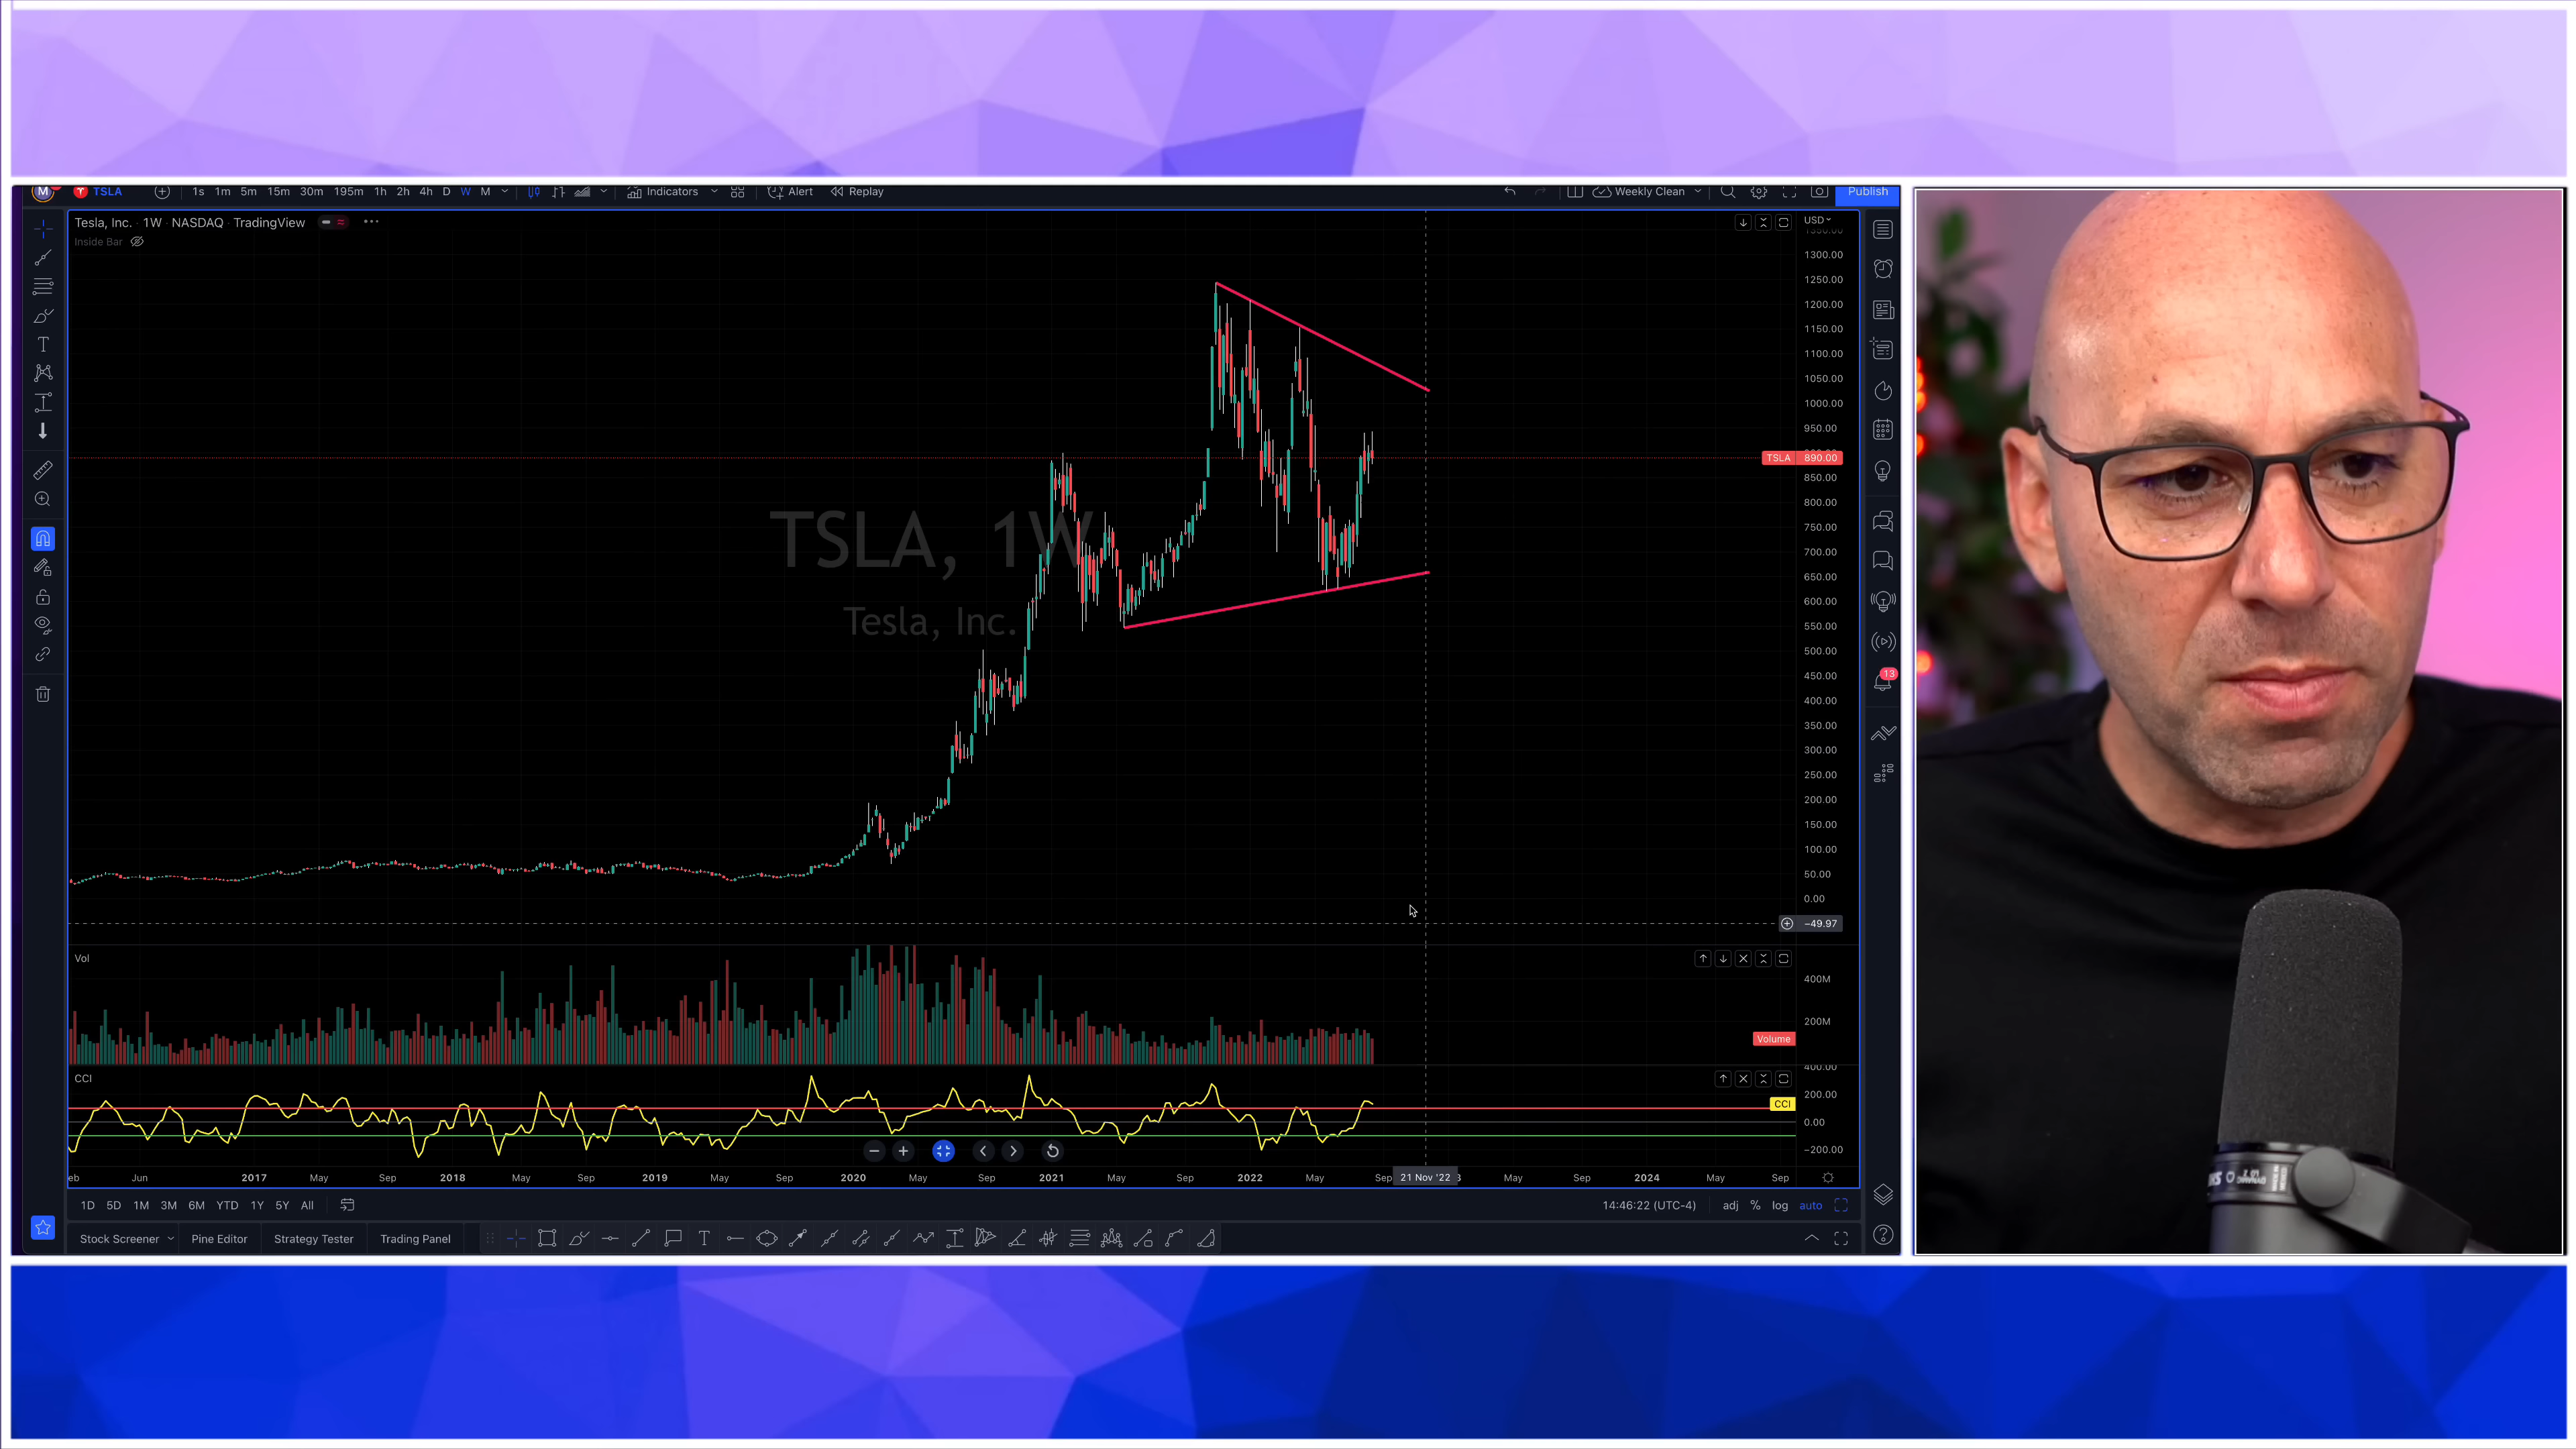 M TSLA 1s 1m 5m 15m 30m 195m 1h 2h 4h D W M Indicators Alert Replay Weekly Clean Publish
Tesla, Inc. · 1W · NASDAQ · TradingView
Inside Bar
USD
1350.00
1300.00
1250.00
1200.00
1150.00
1100.00
1050.00
1000.00
950.00
TSLA 890.00
850.00
800.00
750.00
700.00
650.00
600.00
550.00
500.00
450.00
400.00
350.00
300.00
250.00
200.00
150.00
100.00
50.00
0.00
−49.97
TSLA, 1W
Tesla, Inc.
13
Vol
400M
200M
Volume
CCI
400.00
200.00
CCI
0.00
−200.00
eb Jun 2017 May Sep 2018 May Sep 2019 May Sep 2020 May Sep 2021 May Sep 2022 May Sep 21 Nov '22 3 May Sep 2024 May Sep
1D 5D 1M 3M 6M YTD 1Y 5Y All 14:46:22 (UTC-4) adj % log auto
Stock Screener Pine Editor Strategy Tester Trading Panel